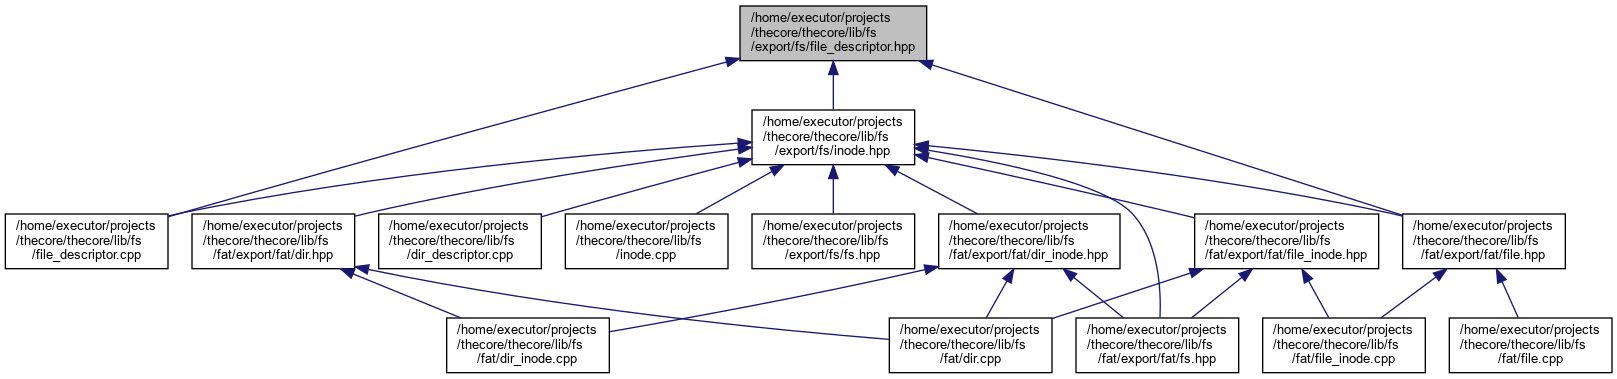 /home/executor/projects
/thecore/thecore/lib/fs
/export/fs/file_descriptor.hpp
/home/executor/projects
/thecore/thecore/lib/fs
/export/fs/inode.hpp
/home/executor/projects
/thecore/thecore/lib/fs
/file_descriptor.cpp
/home/executor/projects
/thecore/thecore/lib/fs
/fat/export/fat/dir.hpp
/home/executor/projects
/thecore/thecore/lib/fs
/dir_descriptor.cpp
/home/executor/projects
/thecore/thecore/lib/fs
/inode.cpp
/home/executor/projects
/thecore/thecore/lib/fs
/export/fs/fs.hpp
/home/executor/projects
/thecore/thecore/lib/fs
/fat/export/fat/dir_inode.hpp
/home/executor/projects
/thecore/thecore/lib/fs
/fat/export/fat/file_inode.hpp
/home/executor/projects
/thecore/thecore/lib/fs
/fat/export/fat/file.hpp
/home/executor/projects
/thecore/thecore/lib/fs
/fat/dir_inode.cpp
/home/executor/projects
/thecore/thecore/lib/fs
/fat/dir.cpp
/home/executor/projects
/thecore/thecore/lib/fs
/fat/export/fat/fs.hpp
/home/executor/projects
/thecore/thecore/lib/fs
/fat/file_inode.cpp
/home/executor/projects
/thecore/thecore/lib/fs
/fat/file.cpp